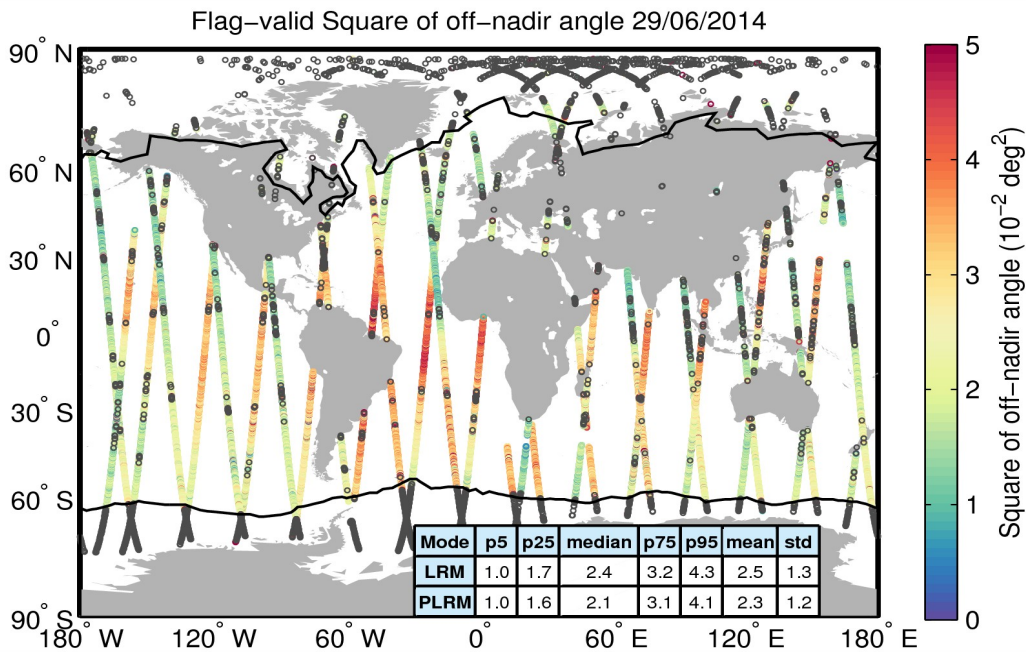 Flag−valid Square of off−nadir angle 29/06/2014
90° N
60° N
30° N
0°
30° S
60° S
90° S
180° W
120° W
60° W
0°
60° E
120° E
180° E
Mode p5 p25 median p75 p95 mean std
LRM 1.0 1.7 2.4 3.2 4.3 2.5 1.3
PLRM 1.0 1.6 2.1 3.1 4.1 2.3 1.2
5
4
3
2
1
0
Square of off−nadir angle (10⁻² deg²)